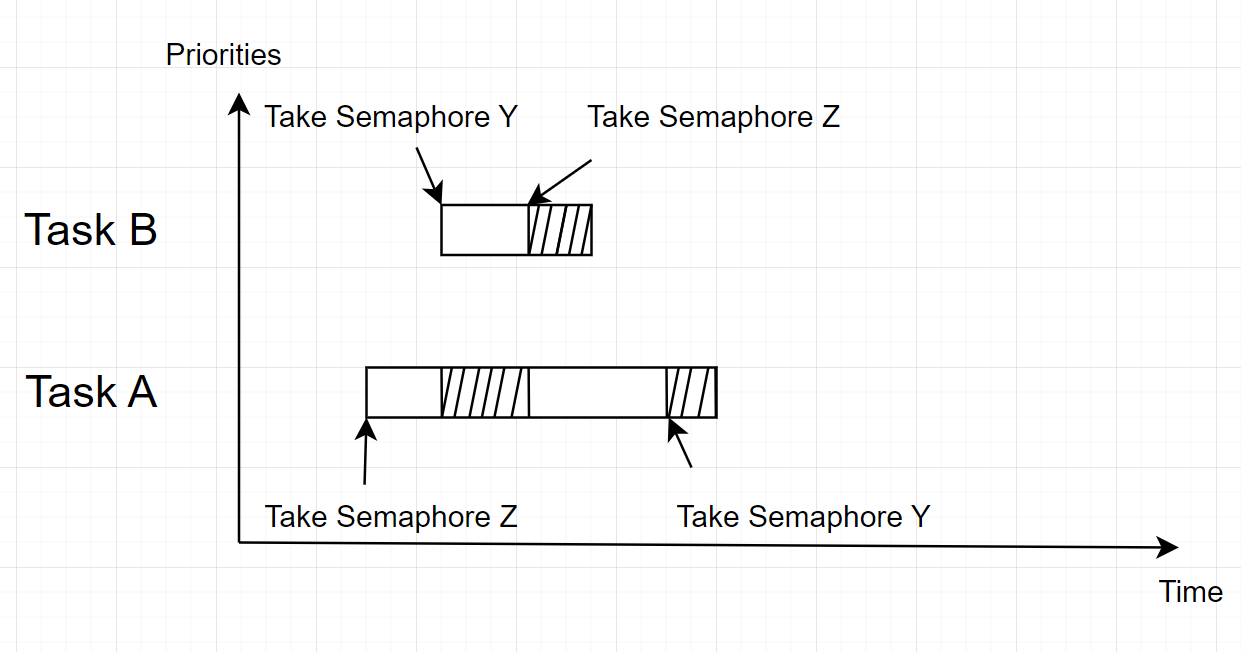 Priorities
Take Semaphore Y
Take Semaphore Z
Task B
Task A
Take Semaphore Z
Take Semaphore Y
Time